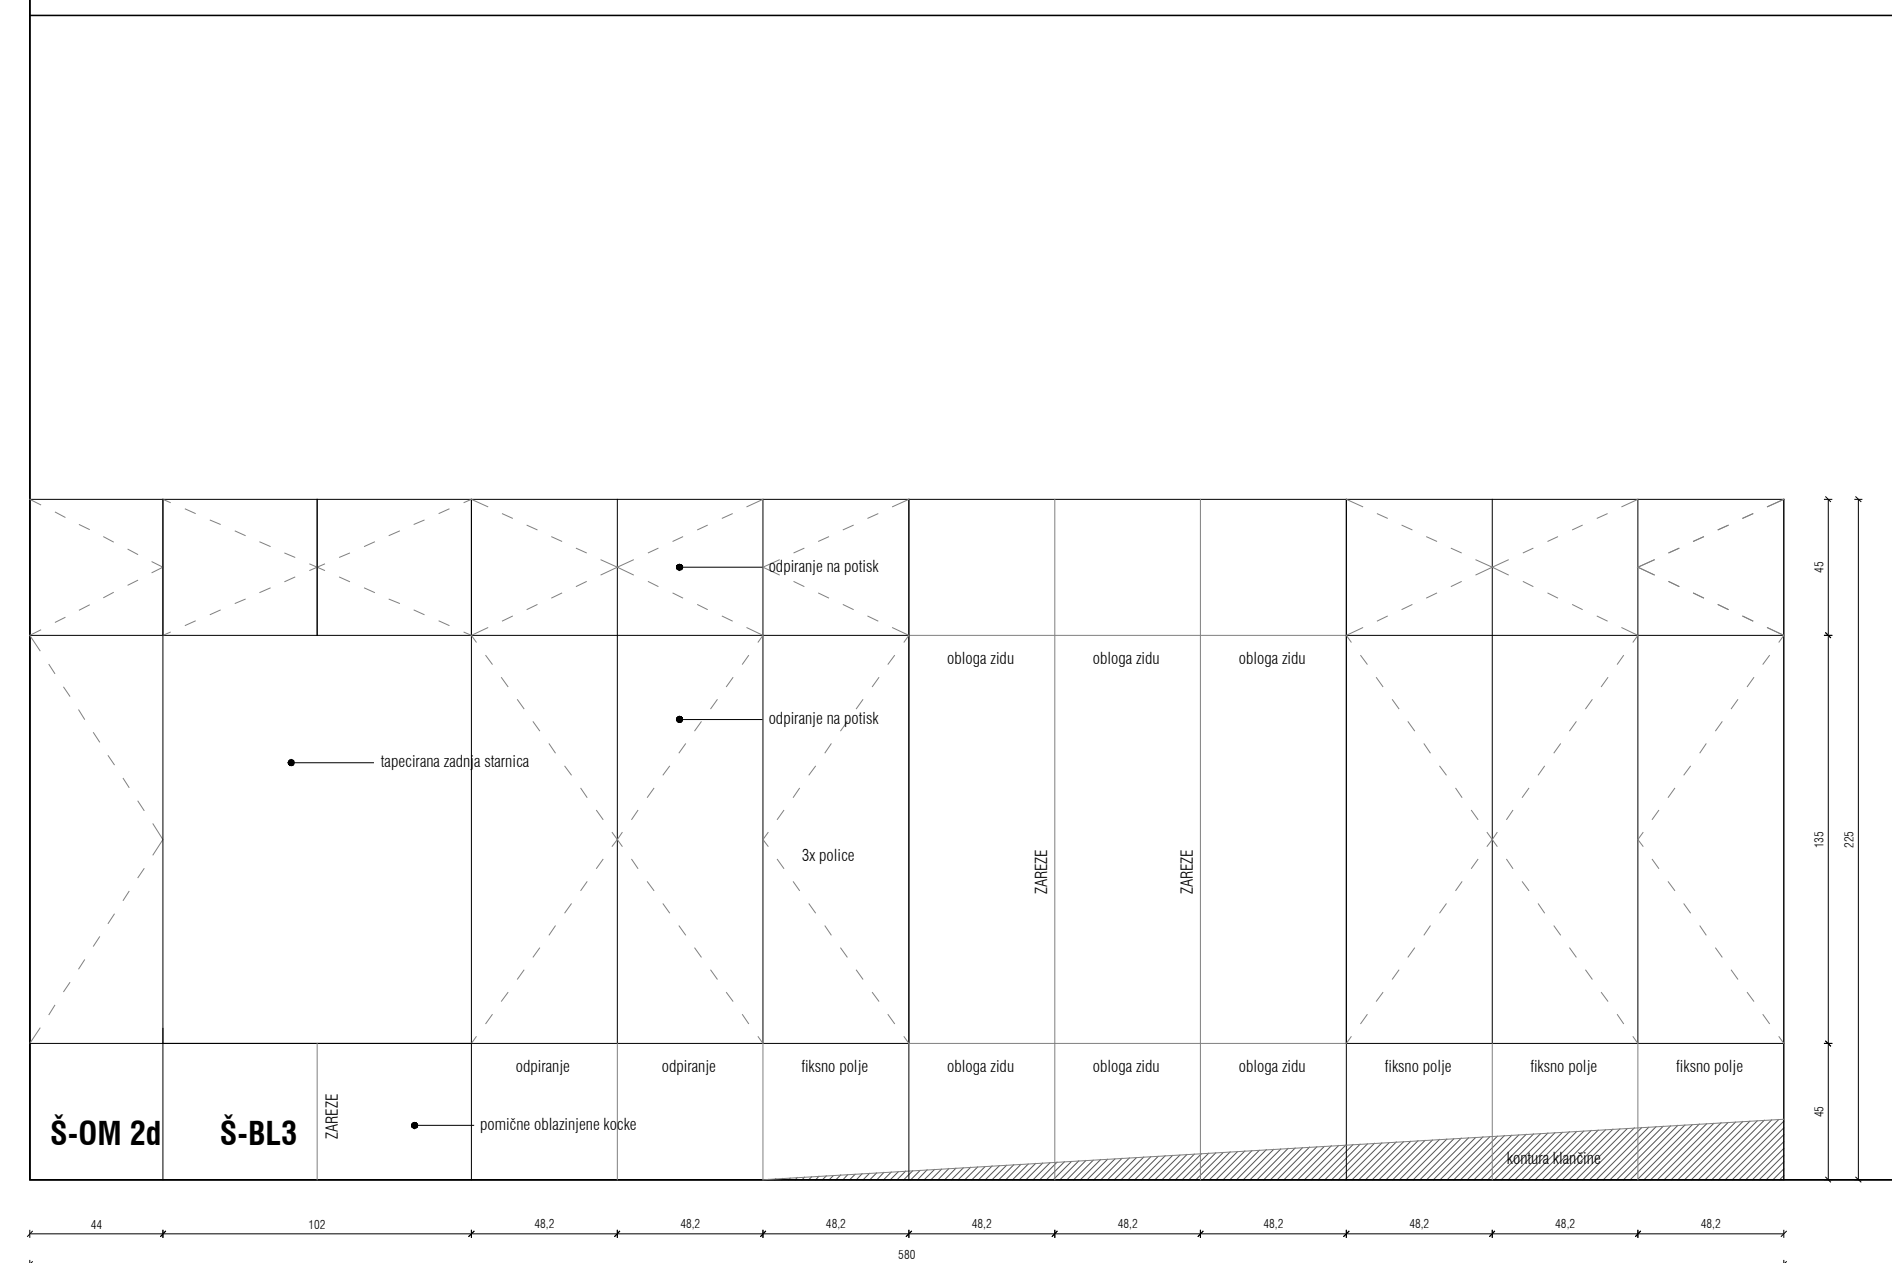 odpiranje na potisk
45
obloga zidu
obloga zidu
obloga zidu
odpiranje na potisk
tapecirana zadnja starnica
3x police
ZAREZE
ZAREZE
135
225
odpiranje
odpiranje
fiksno polje
obloga zidu
obloga zidu
obloga zidu
fiksno polje
fiksno polje
fiksno polje
Š-OM 2d
Š-BL3
ZAREZE
pomične oblazinjene kocke
45
kontura klančine
44
102
48,2
48,2
48,2
48,2
48,2
48,2
48,2
48,2
48,2
580